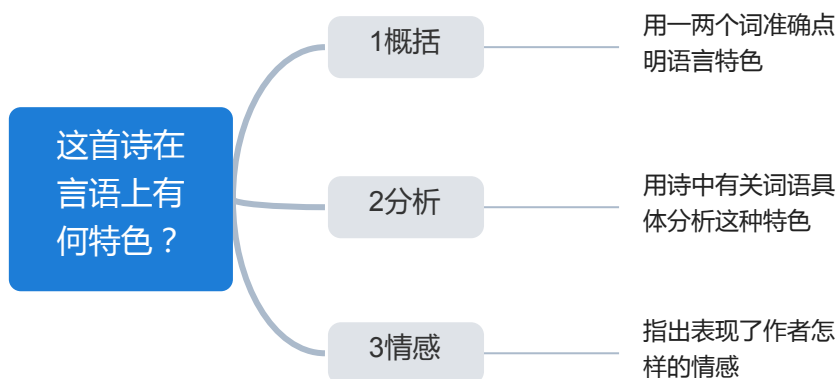 这首诗在
言语上有
何特色？
1概括
用一两个词准确点
明语言特色
2分析
用诗中有关词语具
体分析这种特色
3情感
指出表现了作者怎
样的情感